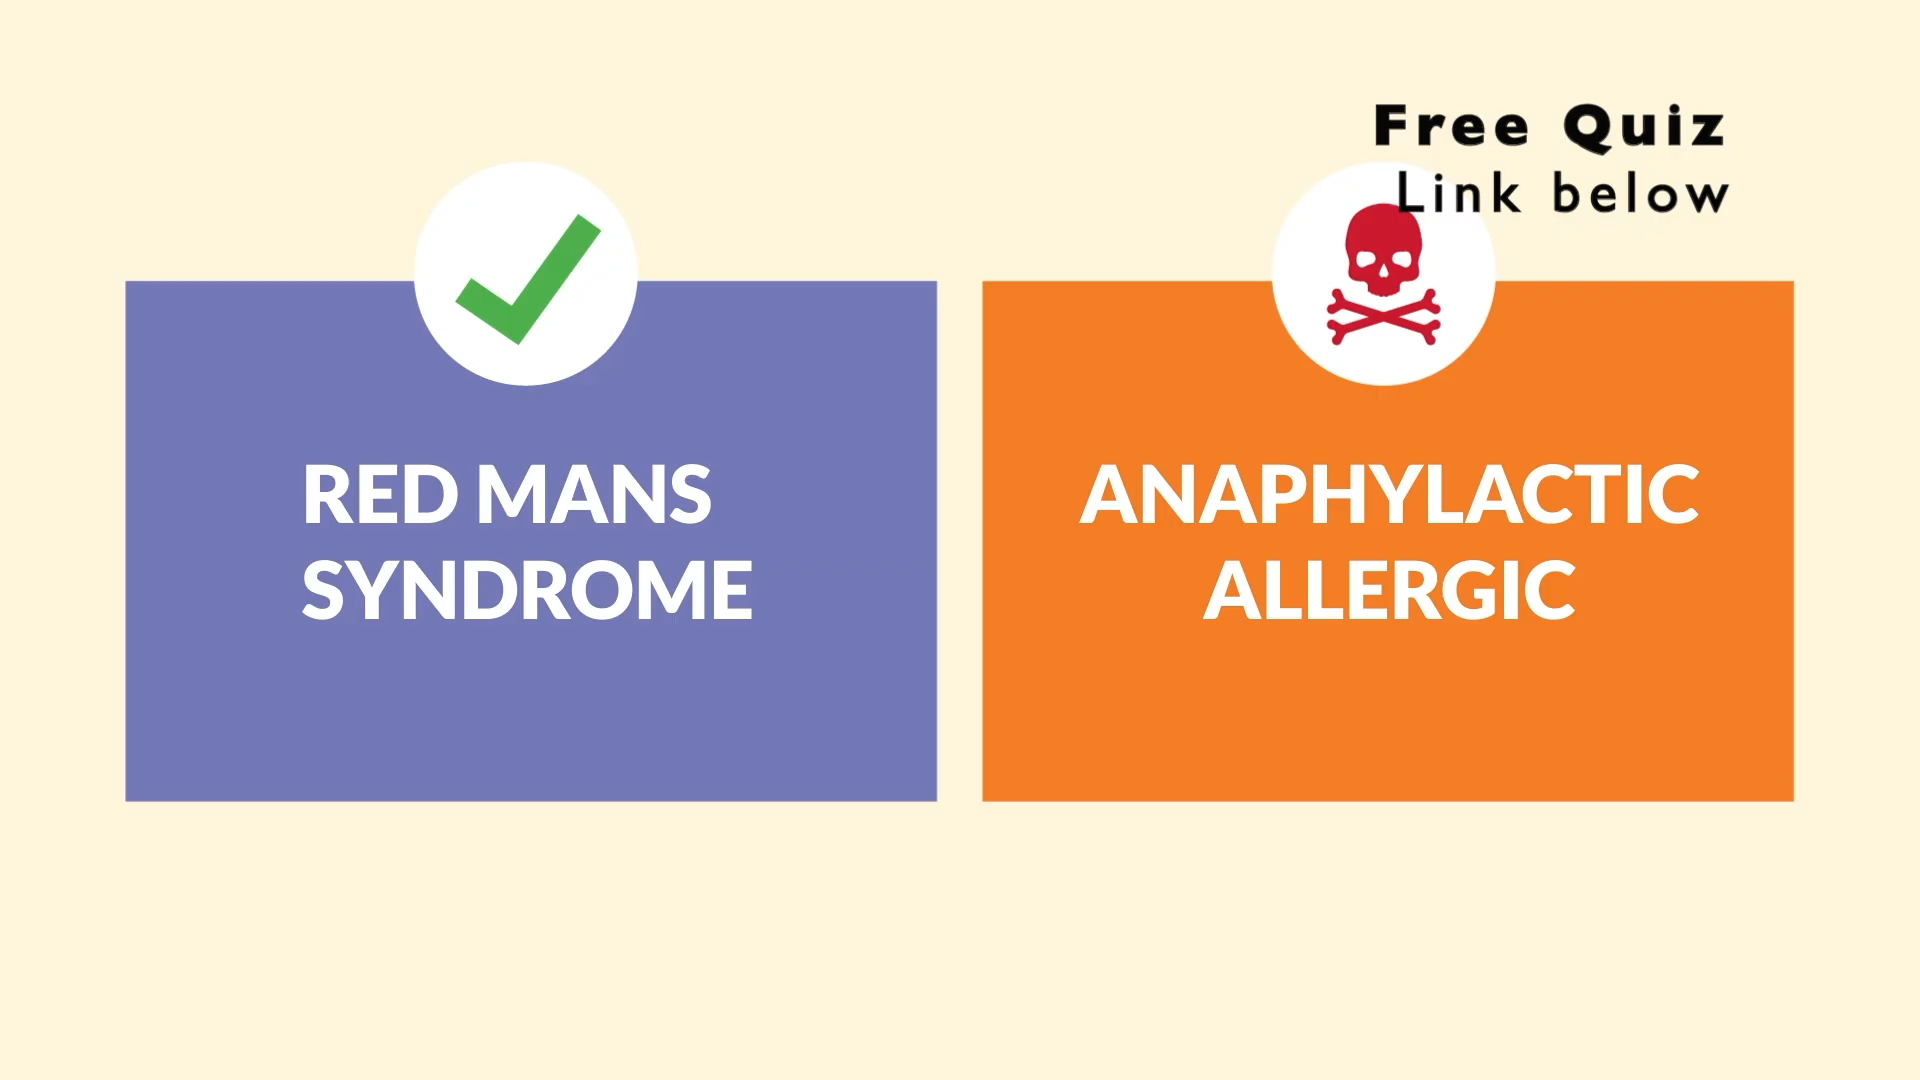 Free Quiz
Link below
RED MANS
SYNDROME
ANAPHYLACTIC
ALLERGIC